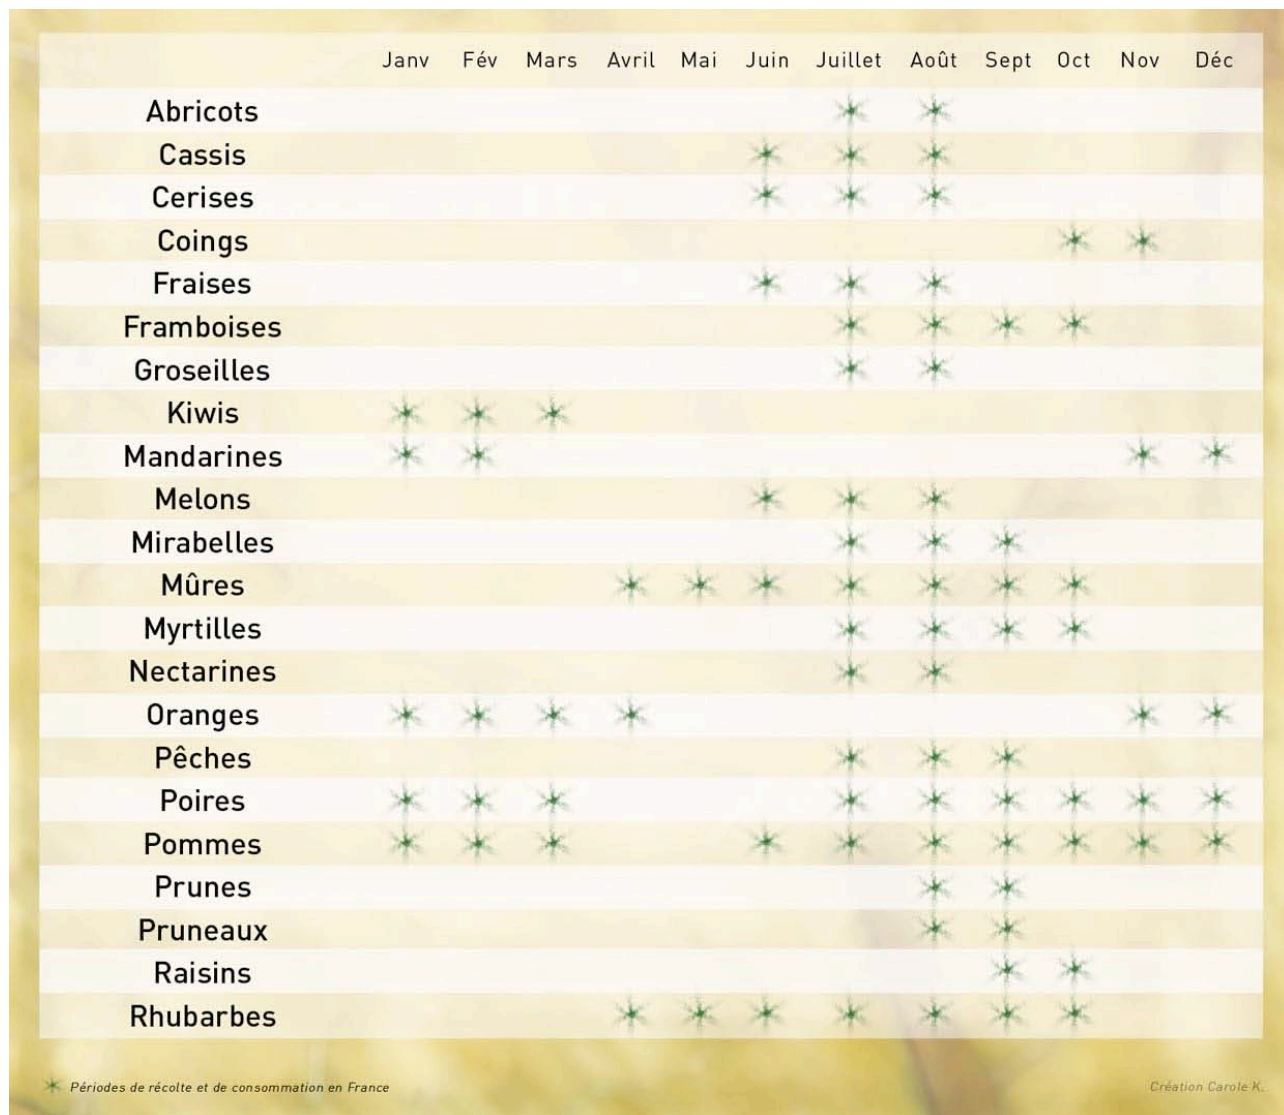 Janv Fév Mars Avril Mai Juin Juillet Août Sept Oct Nov Déc
Abricots
Cassis
Cerises
Coings
Fraises
Framboises
Groseilles
Kiwis
Mandarines
Melons
Mirabelles
Mûres
Myrtilles
Nectarines
Oranges
Pêches
Poires
Pommes
Prunes
Pruneaux
Raisins
Rhubarbes
Périodes de récolte et de consommation en France
Création Carole K.